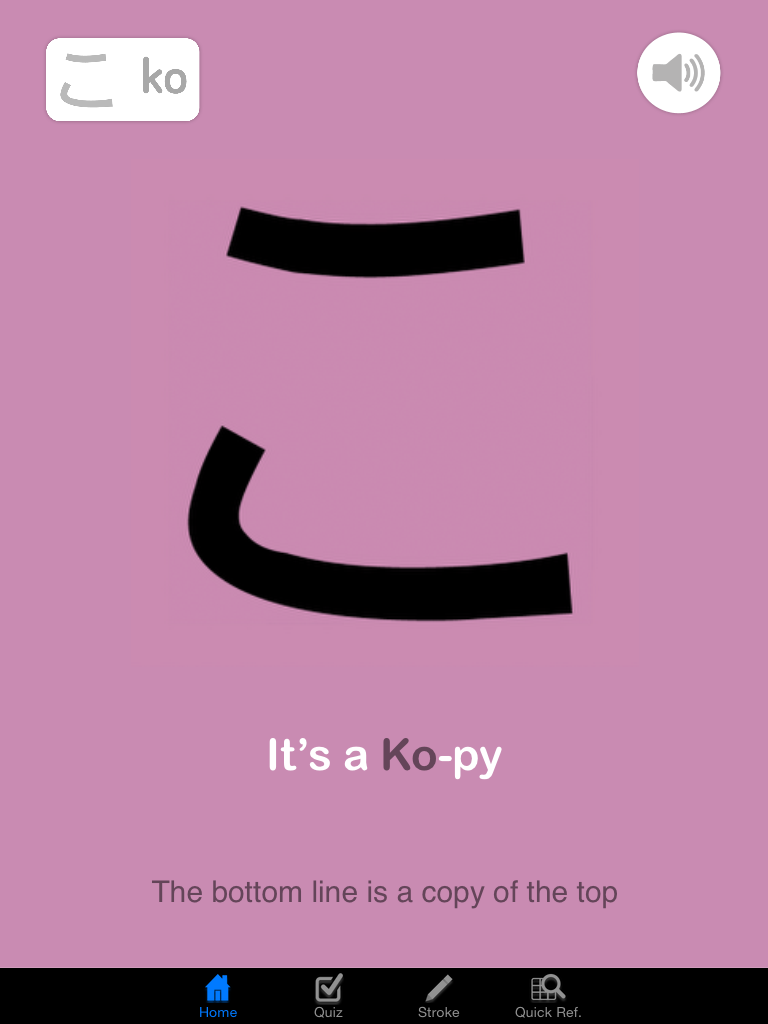 こ ko
こ
It's a Ko-py
The bottom line is a copy of the top
Home Quiz Stroke Quick Ref.